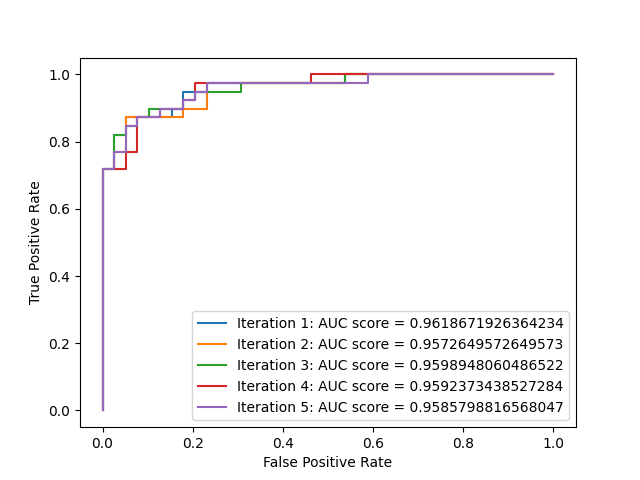 1.0
0.8
0.6
0.4
0.2
0.0
True Positive Rate
Iteration 1: AUC score = 0.9618671926364234
Iteration 2: AUC score = 0.9572649572649573
Iteration 3: AUC score = 0.9598948060486522
Iteration 4: AUC score = 0.9592373438527284
Iteration 5: AUC score = 0.9585798816568047
0.0 0.2 0.4 0.6 0.8 1.0
False Positive Rate